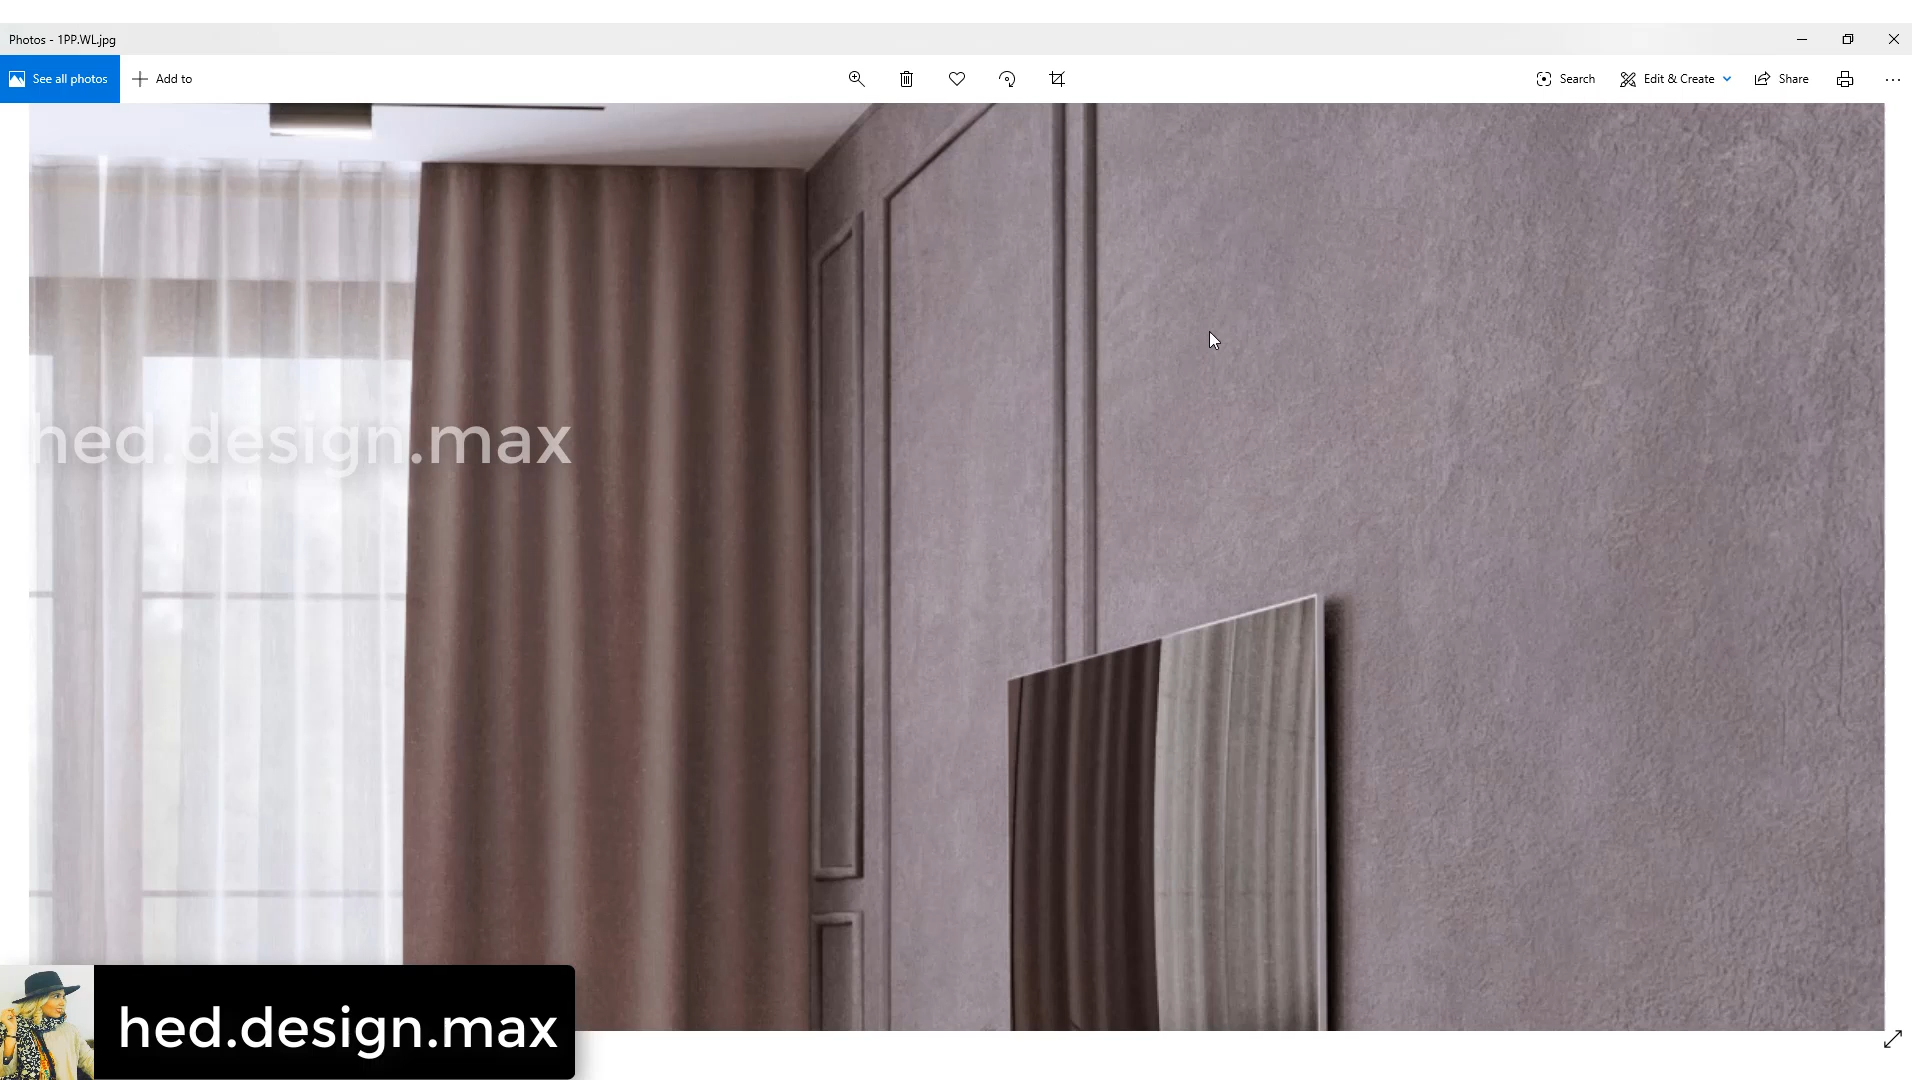 Photos - 1PP.WL.jpg
See all photos
Add to
Search
Edit & Create
Share
hed.design.max
hed.design.max